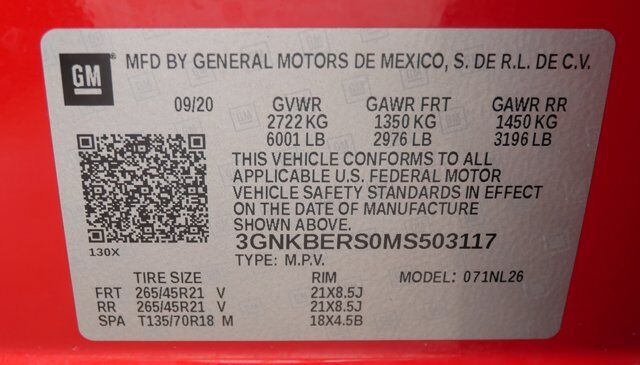 GM MFD BY GENERAL MOTORS DE MEXICO, S. DE R.L. DE C.V.
09/20 GVWR GAWR FRT GAWR RR
2722 KG 1350 KG 1450 KG
6001 LB 2976 LB 3196 LB
THIS VEHICLE CONFORMS TO ALL
APPLICABLE U.S. FEDERAL MOTOR
VEHICLE SAFETY STANDARDS IN EFFECT
ON THE DATE OF MANUFACTURE
SHOWN ABOVE.
3GNKBERS0MS503117
130X
TYPE: M.P.V.
TIRE SIZE RIM MODEL: 071NL26
FRT 265/45R21 V 21X8.5J
RR 265/45R21 V 21X8.5J
SPA T135/70R18 M 18X4.5B